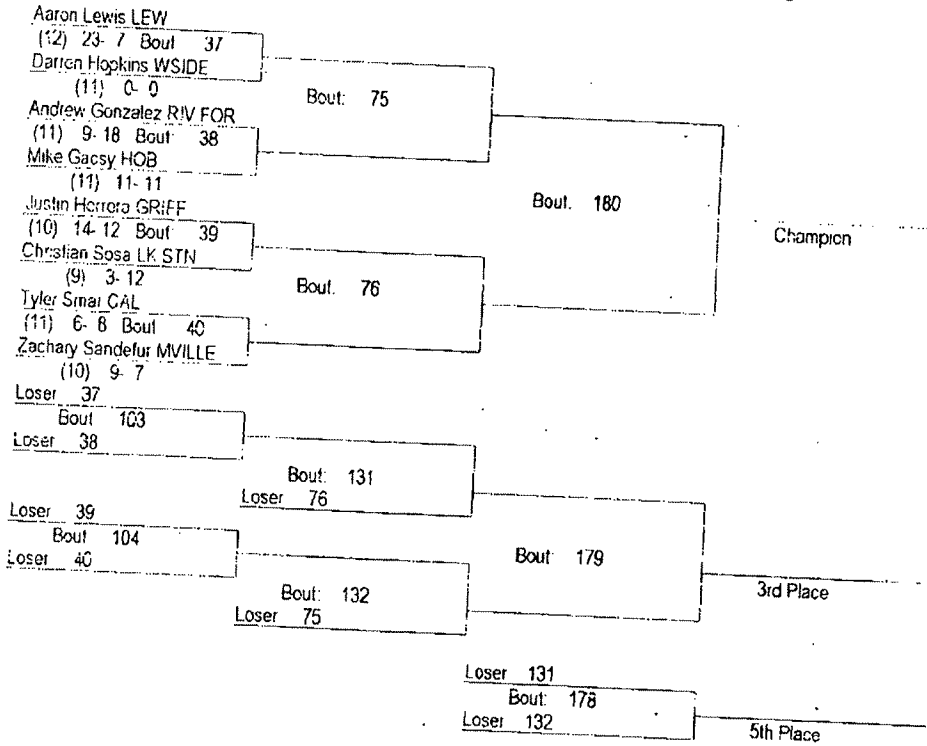 Aaron Lewis LEW
(12) 23- 7 Bout 37
Darren Hopkins WSIDE
(11) 0- 0
Bout: 75
Andrew Gonzalez RIV FOR
(11) 9- 18 Bout 38
Mike Gacsy HOB
(11) 11- 11
Bout. 180
Justin Herrera GRIFF
(10) 14- 12 Bout 39
Champion
Christian Sosa LK STN
(9) 3- 12
Bout. 76
Tyler Smar CAL
(11) 6- 8 Bout 40
Zachary Sandefur MVILLE
(10) 9- 7
Loser 37
Bout 103
Loser 38
Bout: 131
Loser 76
Loser 39
Bout 104
Loser 40
Bout 179
3rd Place
Bout: 132
Loser 75
Loser 131
Bout: 178
Loser 132
5th Place